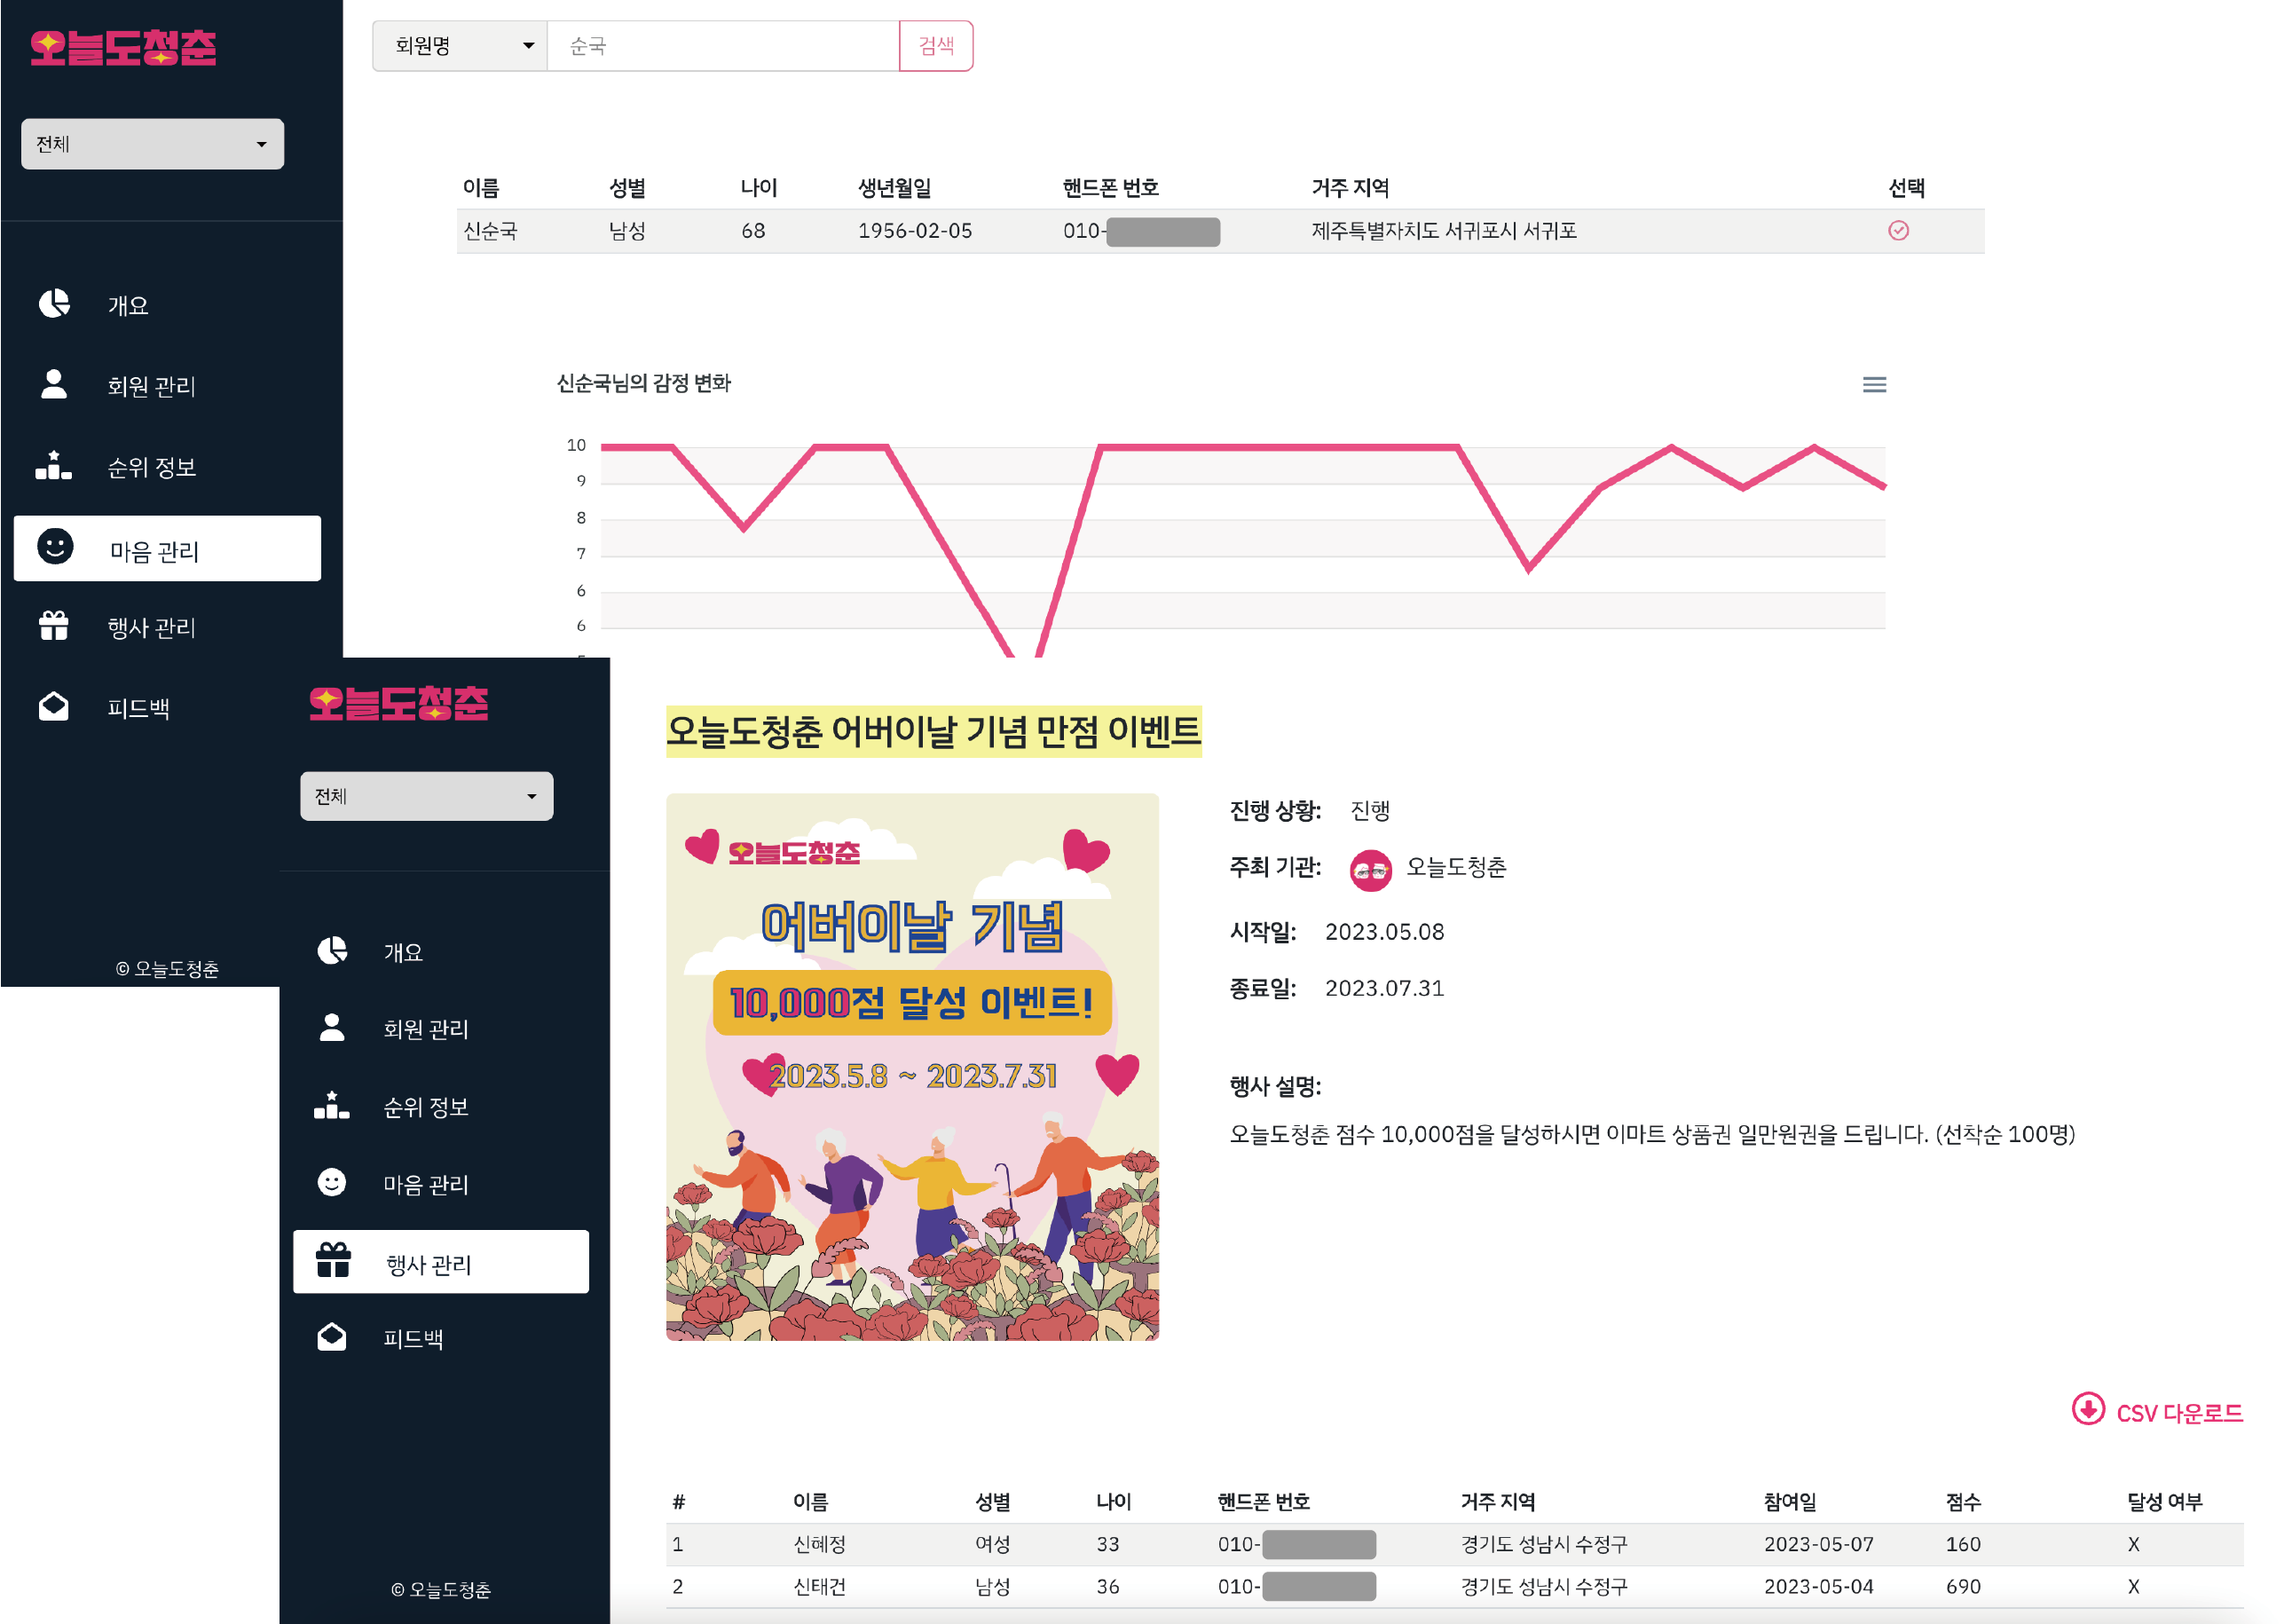 오늘도청춘
전체
개요
회원 관리
순위 정보
마음 관리
행사 관리
피드백
© 오늘도청춘
회원명 순국 검색
이름 성별 나이 생년월일 핸드폰 번호 거주 지역 선택
신순국 남성 68 1956-02-05 010- 제주특별자치도 서귀포시 서귀포
신순국님의 감정 변화
10
9
8
7
6
6
오늘도청춘
전체
개요
회원 관리
순위 정보
마음 관리
행사 관리
피드백
© 오늘도청춘
오늘도청춘 어버이날 기념 만점 이벤트
오늘도청춘
어버이날 기념
10,000점 달성 이벤트!
2023.5.8 ~ 2023.7.31
진행 상황: 진행
주최 기관: 오늘도청춘
시작일: 2023.05.08
종료일: 2023.07.31
행사 설명:
오늘도청춘 점수 10,000점을 달성하시면 이마트 상품권 일만원권을 드립니다. (선착순 100명)
CSV 다운로드
# 이름 성별 나이 핸드폰 번호 거주 지역 참여일 점수 달성 여부
1 신혜정 여성 33 010- 경기도 성남시 수정구 2023-05-07 160 X
2 신태건 남성 36 010- 경기도 성남시 수정구 2023-05-04 690 X